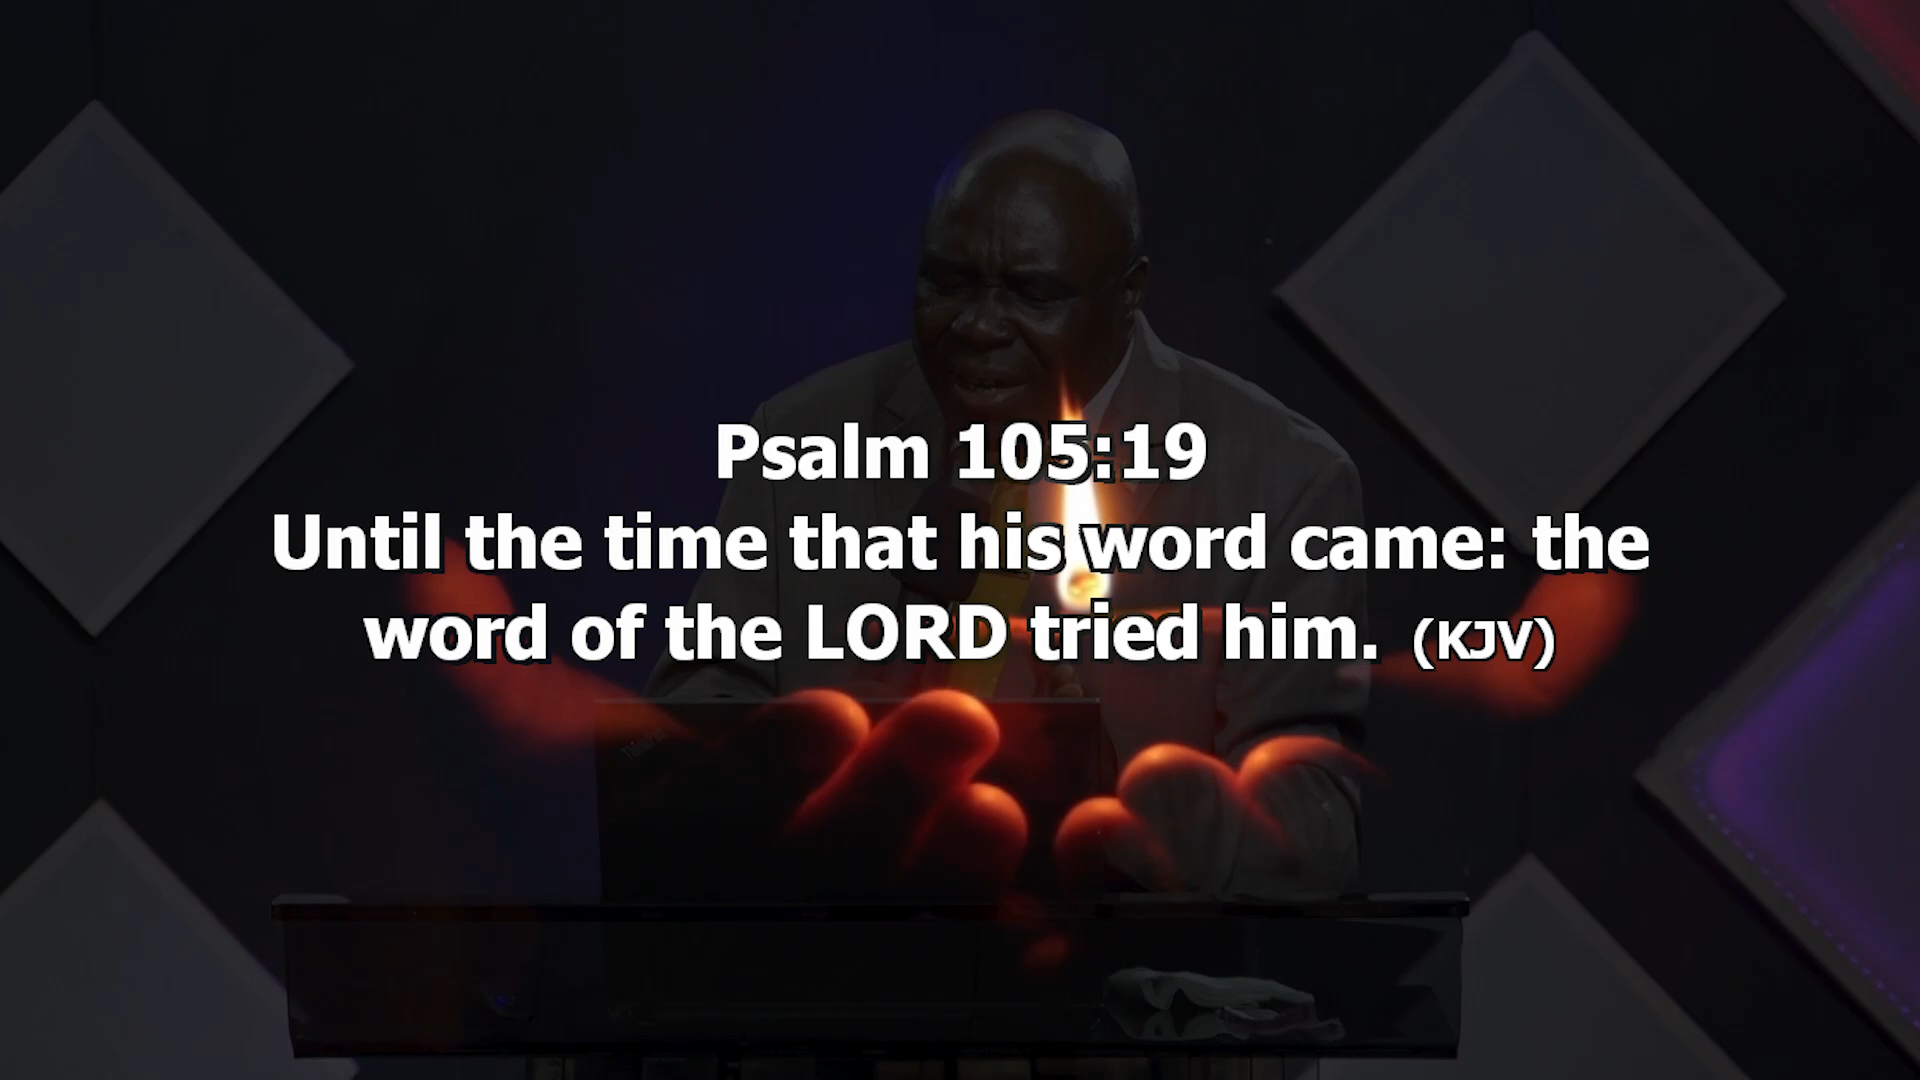 Psalm 105:19
Until the time that his word came: the
word of the LORD tried him. (KJV)